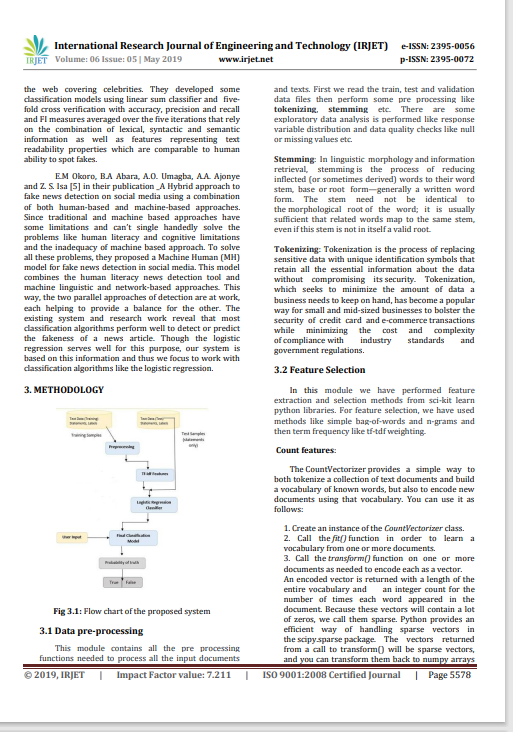 International Research Journal of Engineering and Technology (IRJET)
e-ISSN: 2395-0056
IRJET
Volume: 06 Issue: 05 | May 2019
www.irjet.net
p-ISSN: 2395-0072
the web covering celebrities. They developed some
classification models using linear sum classifier and five-
fold cross verification with accuracy, precision and recall
and FI measures averaged over the five iterations that rely
on the combination of lexical, syntactic and semantic
information as well as features representing text
readability properties which are comparable to human
ability to spot fakes.
E.M Okoro, B.A Abara, A.O. Umagba, A.A. Ajonye
and Z. S. Isa [5] in their publication _A Hybrid approach to
fake news detection on social media using a combination
of both human-based and machine-based approaches.
Since traditional and machine based approaches have
some limitations and can't single handedly solve the
problems like human literacy and cognitive limitations
and the inadequacy of machine based approach. To solve
all these problems, they proposed a Machine Human (MH)
model for fake news detection in social media. This model
combines the human literacy news detection tool and
machine linguistic and network-based approaches. This
way, the two parallel approaches of detection are at work,
each helping to provide a balance for the other. The
existing system and research work reveal that most
classification algorithms perform well to detect or predict
the fakeness of a news article. Though the logistic
regression serves well for this purpose, our system is
based on this information and thus we focus to work with
classification algorithms like the logistic regression.
3. METHODOLOGY
Text Data (Training)
Statements, Labels
Text Data (Test)
Statements, Labels
Training Samples
Test Samples
(statements
only)
Preprocessing
Tf-idf Features
Logistic Regression
Classifier
User Input
Final Classification
Model
Probability of truth
True
False
Fig 3.1: Flow chart of the proposed system
3.1 Data pre-processing
This module contains all the pre processing
functions needed to process all the input documents
and texts. First we read the train, test and validation
data files then perform some pre processing like
tokenizing, stemming etc. There are some
exploratory data analysis is performed like response
variable distribution and data quality checks like null
or missing values etc.
Stemming: In linguistic morphology and information
retrieval, stemming is the process of reducing
inflected (or sometimes derived) words to their word
stem, base or root form—generally a written word
form. The stem need not be identical to
the morphological root of the word; it is usually
sufficient that related words map to the same stem,
even if this stem is not in itself a valid root.
Tokenizing: Tokenization is the process of replacing
sensitive data with unique identification symbols that
retain all the essential information about the data
without compromising its security. Tokenization,
which seeks to minimize the amount of data a
business needs to keep on hand, has become a popular
way for small and mid-sized businesses to bolster the
security of credit card and e-commerce transactions
while minimizing the cost and complexity
of compliance with industry standards and
government regulations.
3.2 Feature Selection
In this module we have performed feature
extraction and selection methods from sci-kit learn
python libraries. For feature selection, we have used
methods like simple bag-of-words and n-grams and
then term frequency like tf-tdf weighting.
Count features:
The CountVectorizer provides a simple way to
both tokenize a collection of text documents and build
a vocabulary of known words, but also to encode new
documents using that vocabulary. You can use it as
follows:
1. Create an instance of the CountVectorizer class.
2. Call the fit() function in order to learn a
vocabulary from one or more documents.
3. Call the transform() function on one or more
documents as needed to encode each as a vector.
An encoded vector is returned with a length of the
entire vocabulary and an integer count for the
number of times each word appeared in the
document. Because these vectors will contain a lot
of zeros, we call them sparse. Python provides an
efficient way of handling sparse vectors in
the scipy.sparse package. The vectors returned
from a call to transform() will be sparse vectors,
and you can transform them back to numpy arrays
© 2019, IRJET | Impact Factor value: 7.211 | ISO 9001:2008 Certified Journal | Page 5578